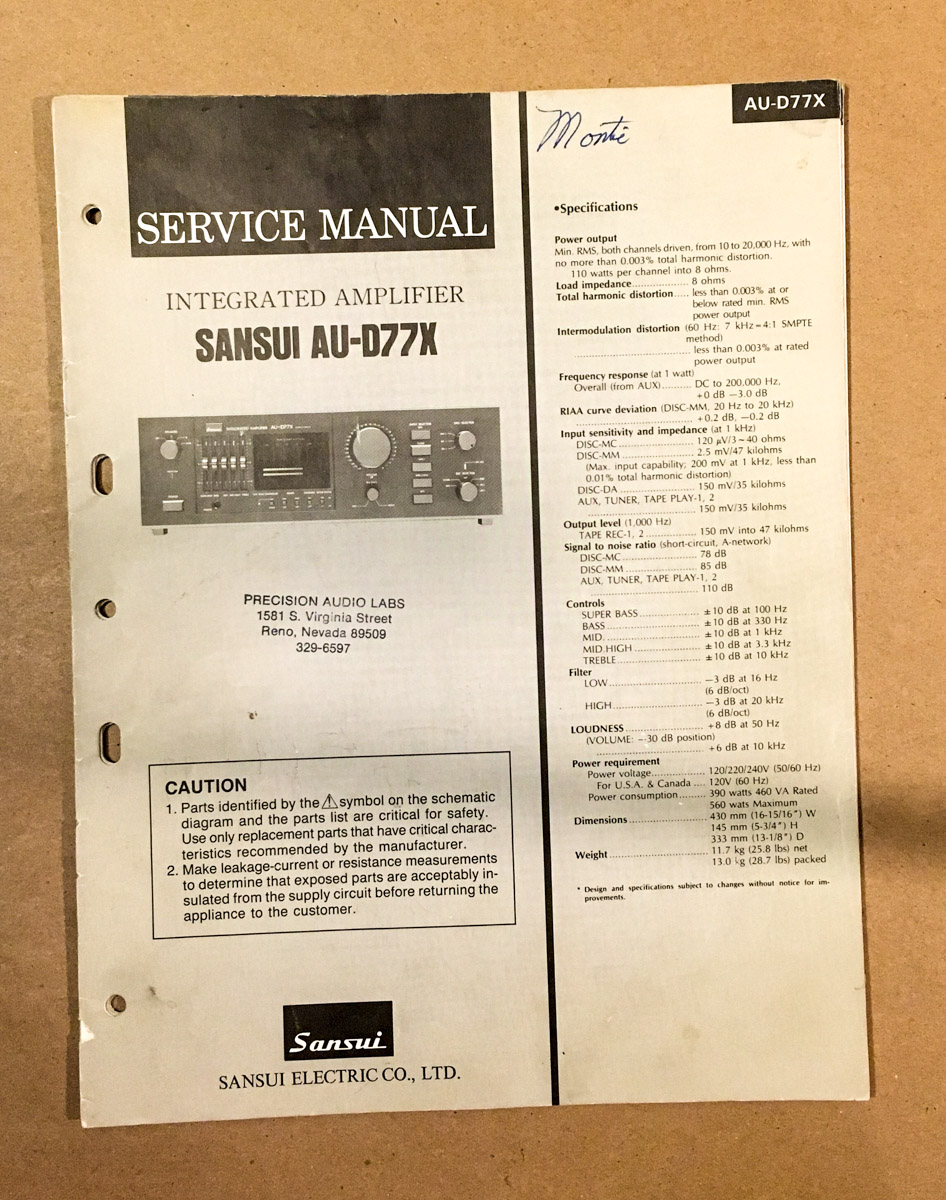 SERVICE MANUAL
INTEGRATED AMPLIFIER
SANSUI AU-D77X
PRECISION AUDIO LABS
1581 S. Virginia Street
Reno, Nevada 89509
329-6597
CAUTION
1. Parts identified by the ⚠ symbol on the schematic
diagram and the parts list are critical for safety.
Use only replacement parts that have critical charac-
teristics recommended by the manufacturer.
2. Make leakage-current or resistance measurements
to determine that exposed parts are acceptably in-
sulated from the supply circuit before returning the
appliance to the customer.
Sansui
SANSUI ELECTRIC CO., LTD.
AU-D77X
Montie
•Specifications
Power output
Min. RMS, both channels driven, from 10 to 20,000 Hz, with
no more than 0.003% total harmonic distortion.
110 watts per channel into 8 ohms.
Load impedance................ 8 ohms
Total harmonic distortion..... less than 0.003% at or
below rated min. RMS
power output
Intermodulation distortion (60 Hz: 7 kHz=4:1 SMPTE
method)
................................ less than 0.003% at rated
power output
Frequency response (at 1 watt)
Overall (from AUX).......... DC to 200,000 Hz,
+0 dB −3.0 dB
RIAA curve deviation (DISC-MM, 20 Hz to 20 kHz)
................................ +0.2 dB, −0.2 dB
Input sensitivity and impedance (at 1 kHz)
DISC-MC............................ 120 μV/3~40 ohms
DISC-MM............................ 2.5 mV/47 kilohms
(Max. input capability; 200 mV at 1 kHz, less than
0.01% total harmonic distortion)
DISC-DA ..................... 150 mV/35 kilohms
AUX, TUNER, TAPE PLAY-1, 2
................................ 150 mV/35 kilohms
Output level (1,000 Hz)
TAPE REC-1, 2 .............. 150 mV into 47 kilohms
Signal to noise ratio (short-circuit, A-network)
DISC-MC............................ 78 dB
DISC-MM............................ 85 dB
AUX, TUNER, TAPE PLAY-1, 2
................................ 110 dB
Controls
SUPER BASS................. ±10 dB at 100 Hz
BASS........................... ±10 dB at 330 Hz
MID............................ ±10 dB at 1 kHz
MID.HIGH ................... ±10 dB at 3.3 kHz
TREBLE....................... ±10 dB at 10 kHz
Filter
LOW............................ −3 dB at 16 Hz
(6 dB/oct)
HIGH........................... −3 dB at 20 kHz
(6 dB/oct)
LOUDNESS...................... +8 dB at 50 Hz
(VOLUME: −30 dB position)
................................ +6 dB at 10 kHz
Power requirement
Power voltage............... 120/220/240V (50/60 Hz)
For U.S.A. & Canada .... 120V (60 Hz)
Power consumption........ 390 watts 460 VA Rated
560 wats Maximum
Dimensions ...................... 430 mm (16-15/16″) W
145 mm (5-3/4″) H
333 mm (13-1/8″) D
Weight............................ 11.7 kg (25.8 lbs) net
13.0 kg (28.7 lbs) packed
* Design and specifications subject to changes without notice for im-
provements.